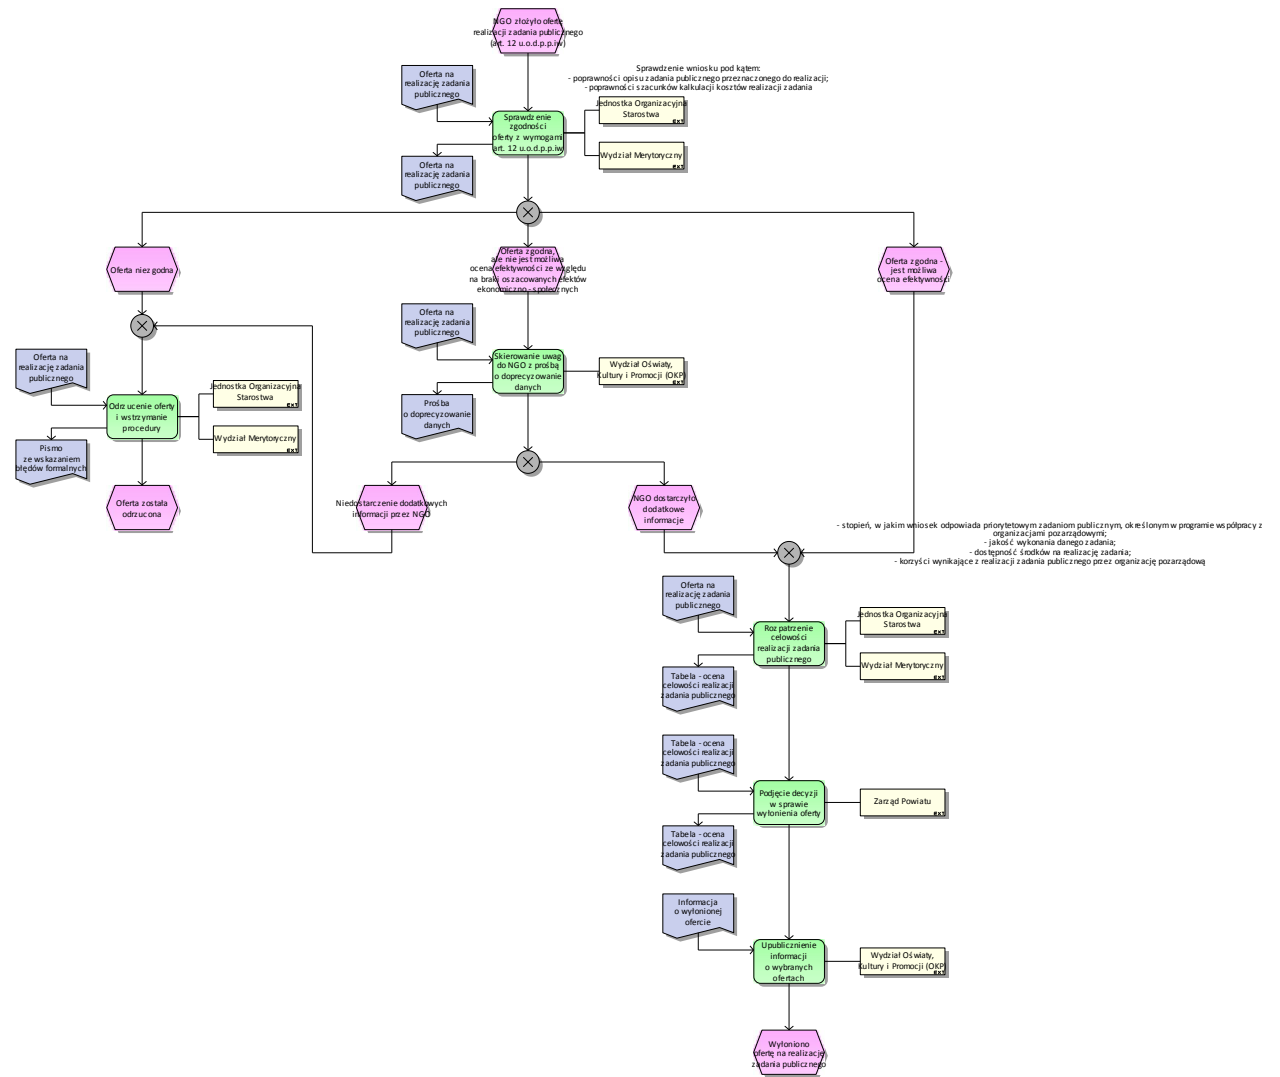 NGO złożyło ofertę
realizacji zadania publicznego
(art. 12 u.o.d.p.p.iw)
Oferta na
realizację zadania
publicznego
Sprawdzenie wniosku pod kątem:
- poprawności opisu zadania publicznego przeznaczonego do realizacji;
- poprawności szacunków kalkulacji kosztów realizacji zadania
Sprawdzenie
zgodności
oferty z wymogami
art. 12 u.o.d.p.p.iw
Jednostka Organizacyjna
Starostwa
Wydział Merytoryczny
Oferta na
realizację zadania
publicznego
Oferta niezgodna
Oferta zgodna,
ale nie jest możliwa
ocena efektywności ze względu
na braki oszacowanych efektów
ekonomiczno - społecznych
Oferta zgodna -
jest możliwa
ocena efektywności
Oferta na
realizację zadania
publicznego
Skierowanie uwag
do NGO z prośbą
o doprecyzowanie
danych
Wydział Oświaty,
Kultury i Promocji (OKP)
Prośba
o doprecyzowanie
danych
Oferta na
realizację zadania
publicznego
Odrzucenie oferty
i wstrzymanie
procedury
Jednostka Organizacyjna
Starostwa
Wydział Merytoryczny
Pismo
ze wskazaniem
błędów formalnych
Oferta została
odrzucona
Niedostarczenie dodatkowych
informacji przez NGO
NGO dostarczyło
dodatkowe
informacje
- stopień, w jakim wniosek odpowiada priorytetowym zadaniom publicznym, określonym w programie współpracy z
organizacjami pozarządowymi;
- jakość wykonania danego zadania;
- dostępność środków na realizację zadania;
- korzyści wynikające z realizacji zadania publicznego przez organizację pozarządową
Oferta na
realizację zadania
publicznego
Rozpatrzenie
celowości
realizacji zadania
publicznego
Jednostka Organizacyjna
Starostwa
Wydział Merytoryczny
Tabela - ocena
celowości realizacji
zadania publicznego
Tabela - ocena
celowości realizacji
zadania publicznego
Podjęcie decyzji
w sprawie
wyłonienia oferty
Zarząd Powiatu
Tabela - ocena
celowości realizacji
zadania publicznego
Informacja
o wyłonionej
ofercie
Upublicznienie
informacji
o wybranych
ofertach
Wydział Oświaty,
Kultury i Promocji (OKP)
Wyłoniono
ofertę na realizację
zadania publicznego